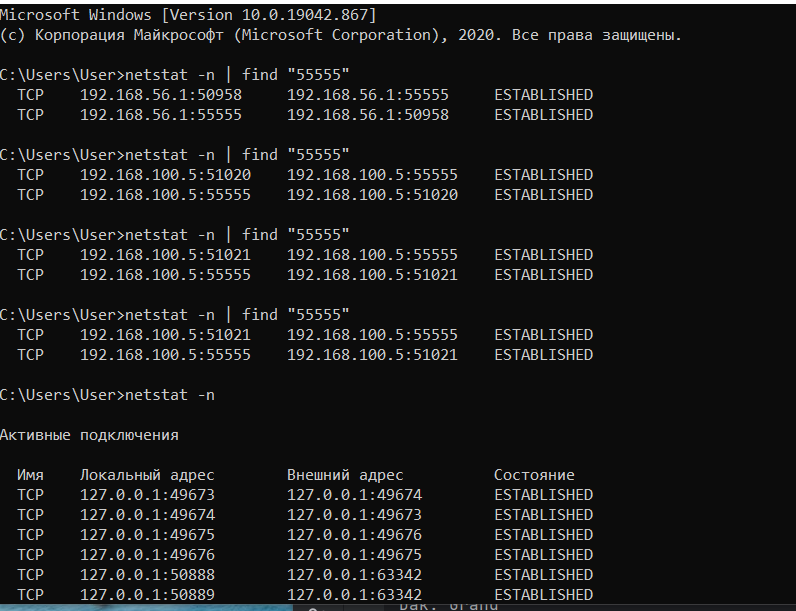 Microsoft Windows [Version 10.0.19042.867]
(c) Корпорация Майкрософт (Microsoft Corporation), 2020. Все права защищены.
C:\Users\User>netstat -n | find "55555"
TCP 192.168.56.1:50958 192.168.56.1:55555 ESTABLISHED
TCP 192.168.56.1:55555 192.168.56.1:50958 ESTABLISHED
C:\Users\User>netstat -n | find "55555"
TCP 192.168.100.5:51020 192.168.100.5:55555 ESTABLISHED
TCP 192.168.100.5:55555 192.168.100.5:51020 ESTABLISHED
C:\Users\User>netstat -n | find "55555"
TCP 192.168.100.5:51021 192.168.100.5:55555 ESTABLISHED
TCP 192.168.100.5:55555 192.168.100.5:51021 ESTABLISHED
C:\Users\User>netstat -n | find "55555"
TCP 192.168.100.5:51021 192.168.100.5:55555 ESTABLISHED
TCP 192.168.100.5:55555 192.168.100.5:51021 ESTABLISHED
C:\Users\User>netstat -n
Активные подключения
Имя Локальный адрес Внешний адрес Состояние
TCP 127.0.0.1:49673 127.0.0.1:49674 ESTABLISHED
TCP 127.0.0.1:49674 127.0.0.1:49673 ESTABLISHED
TCP 127.0.0.1:49675 127.0.0.1:49676 ESTABLISHED
TCP 127.0.0.1:49676 127.0.0.1:49675 ESTABLISHED
TCP 127.0.0.1:50888 127.0.0.1:63342 ESTABLISHED
TCP 127.0.0.1:50889 127.0.0.1:63342 ESTABLISHED